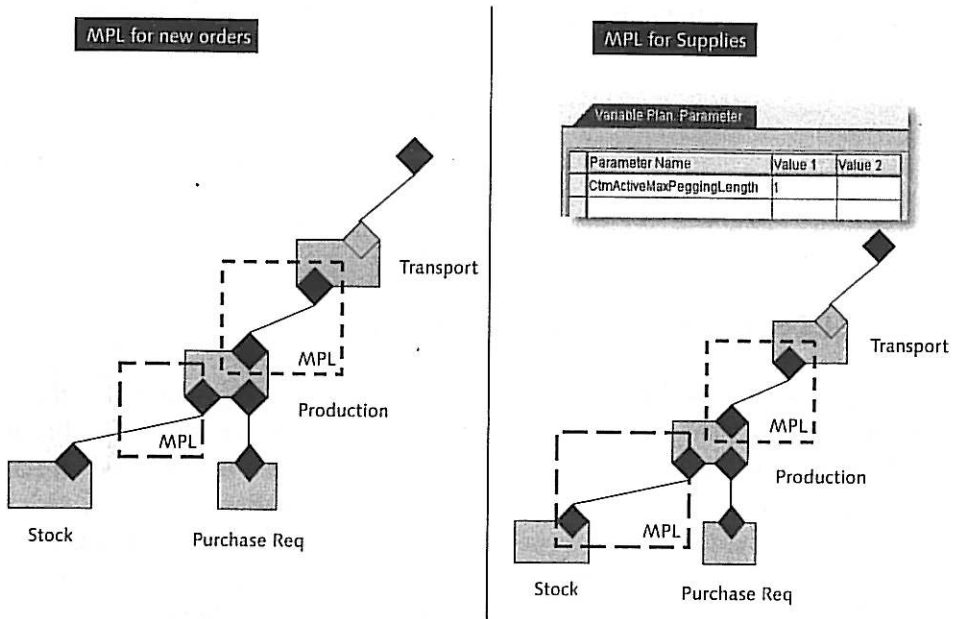 MPL for new orders
Transport
MPL
Production
MPL
Stock
Purchase Req
MPL for Supplies
Variable Plan. Parameter
Parameter Name Value 1 Value 2
CtmActiveMaxPeggingLength 1
Transport
MPL
Production
MPL
Stock
Purchase Req